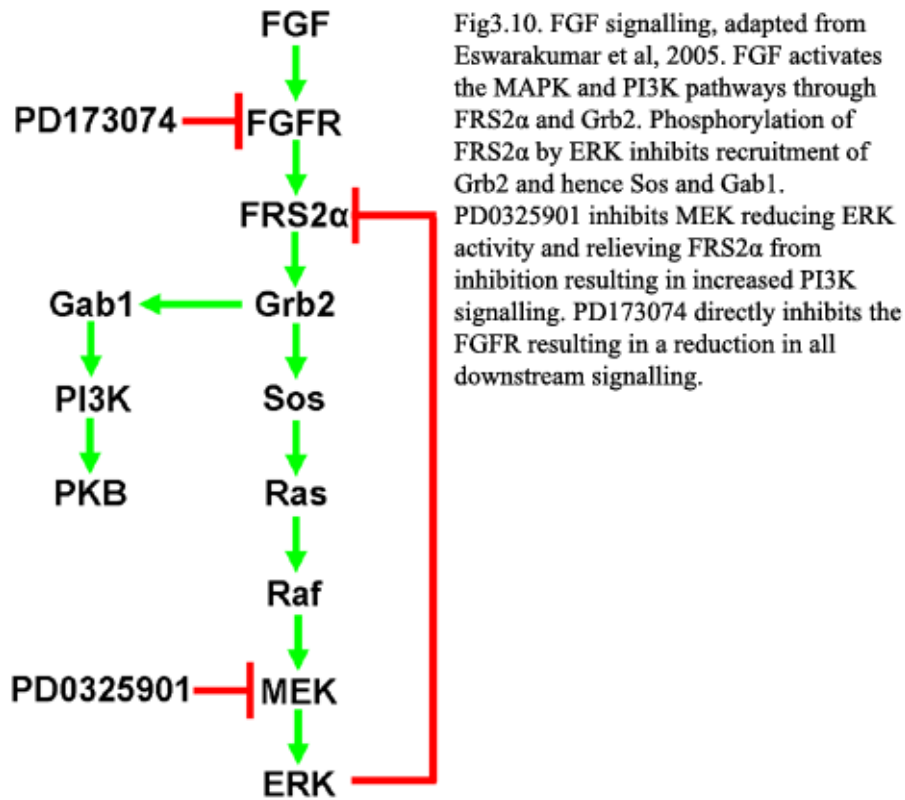 FGF
PD173074
FGFR
FRS2α
Gab1
Grb2
PI3K
Sos
PKB
Ras
Raf
PD0325901
MEK
ERK
Fig3.10. FGF signalling, adapted from
Eswarakumar et al, 2005. FGF activates
the MAPK and PI3K pathways through
FRS2α and Grb2. Phosphorylation of
FRS2α by ERK inhibits recruitment of
Grb2 and hence Sos and Gab1.
PD0325901 inhibits MEK reducing ERK
activity and relieving FRS2α from
inhibition resulting in increased PI3K
signalling. PD173074 directly inhibits the
FGFR resulting in a reduction in all
downstream signalling.